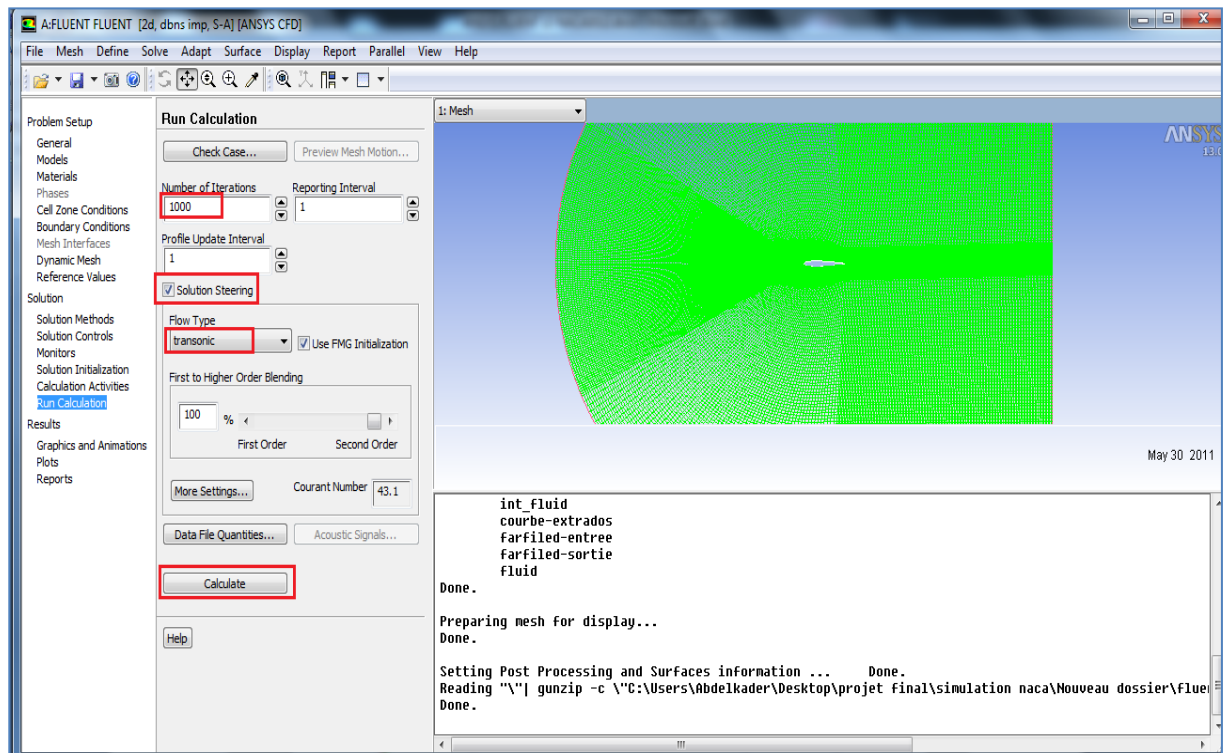 A:FLUENT FLUENT [2d, dbns imp, S-A] [ANSYS CFD]
File Mesh Define Solve Adapt Surface Display Report Parallel View Help
Problem Setup
General
Models
Materials
Phases
Cell Zone Conditions
Boundary Conditions
Mesh Interfaces
Dynamic Mesh
Reference Values
Solution
Solution Methods
Solution Controls
Monitors
Solution Initialization
Calculation Activities
Run Calculation
Results
Graphics and Animations
Plots
Reports
Run Calculation
Check Case... Preview Mesh Motion...
Number of Iterations Reporting Interval
1000 1
Profile Update Interval
1
Solution Steering
Flow Type
transonic Use FMG Initialization
First to Higher Order Blending
100 %
First Order Second Order
More Settings... Courant Number 43.1
Data File Quantities... Acoustic Signals...
Calculate
Help
1: Mesh
ANSYS
13.0
May 30 2011
int_fluid
courbe-extrados
farfiled-entree
farfiled-sortie
fluid
Done.
Preparing mesh for display...
Done.
Setting Post Processing and Surfaces information ... Done.
Reading "\"| gunzip -c \"C:\Users\Abdelkader\Desktop\projet final\simulation naca\Nouveau dossier\flue
Done.